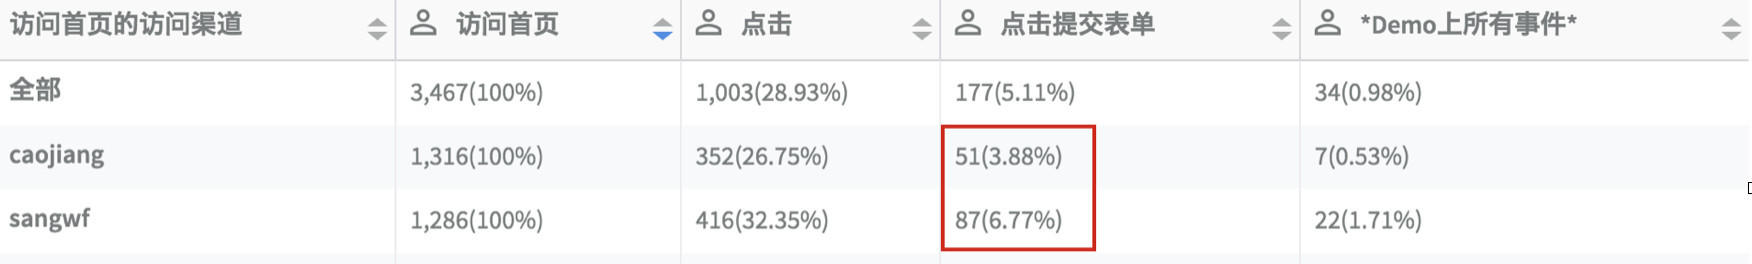 访问首页的访问渠道 访问首页 点击 点击提交表单 *Demo上所有事件*
全部 3,467(100%) 1,003(28.93%) 177(5.11%) 34(0.98%)
caojiang 1,316(100%) 352(26.75%) 51(3.88%) 7(0.53%)
sangwf 1,286(100%) 416(32.35%) 87(6.77%) 22(1.71%)